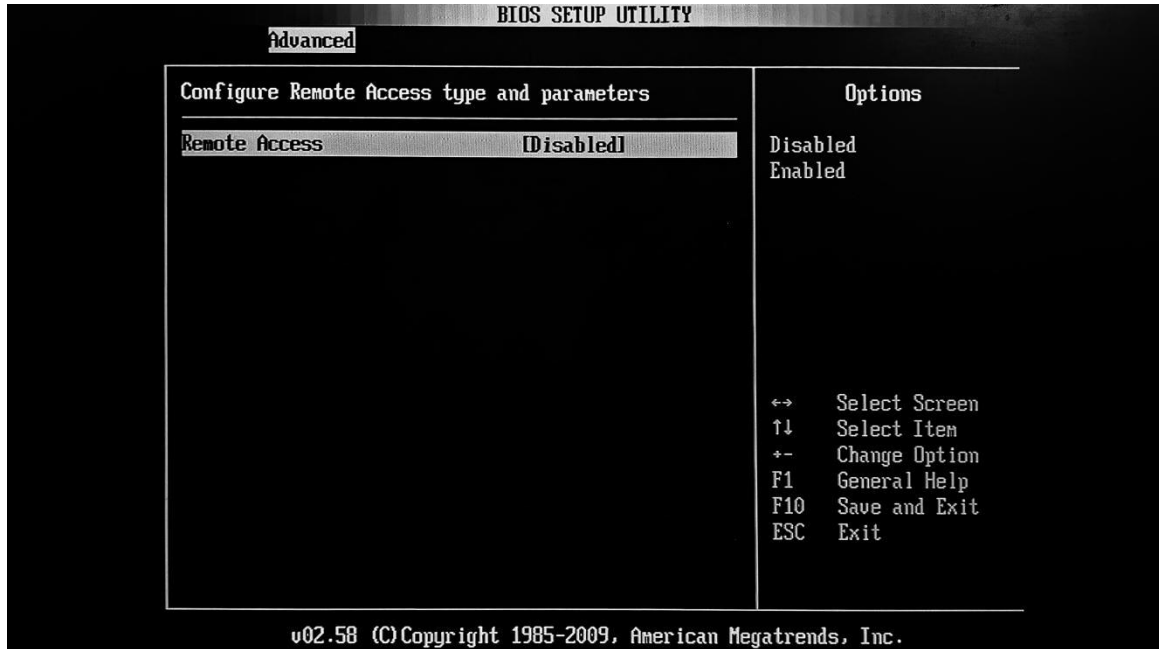 BIOS SETUP UTILITY
Advanced
Configure Remote Access type and parameters
Remote Access [Disabled]
Options
Disabled
Enabled
←→ Select Screen
↑↓ Select Item
+- Change Option
F1 General Help
F10 Save and Exit
ESC Exit
v02.58 (C)Copyright 1985-2009, American Megatrends, Inc.